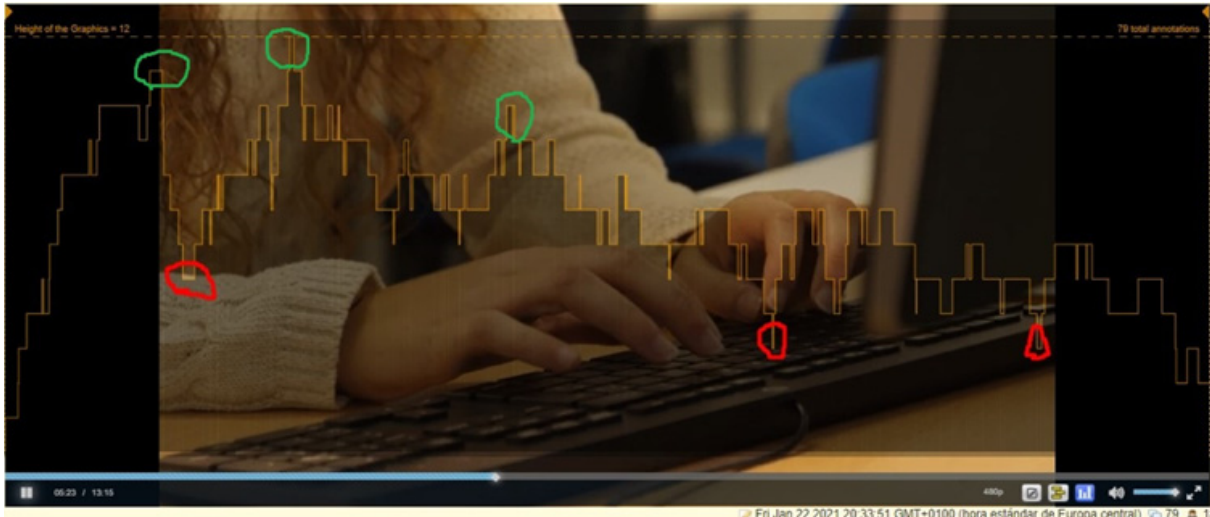 Height of the Graphics = 12
79 total annotations
05:23 / 13:15
480p
Fri Jan 22 2021 20:33:51 GMT+0100 (hora estándar de Europa central) 79 1